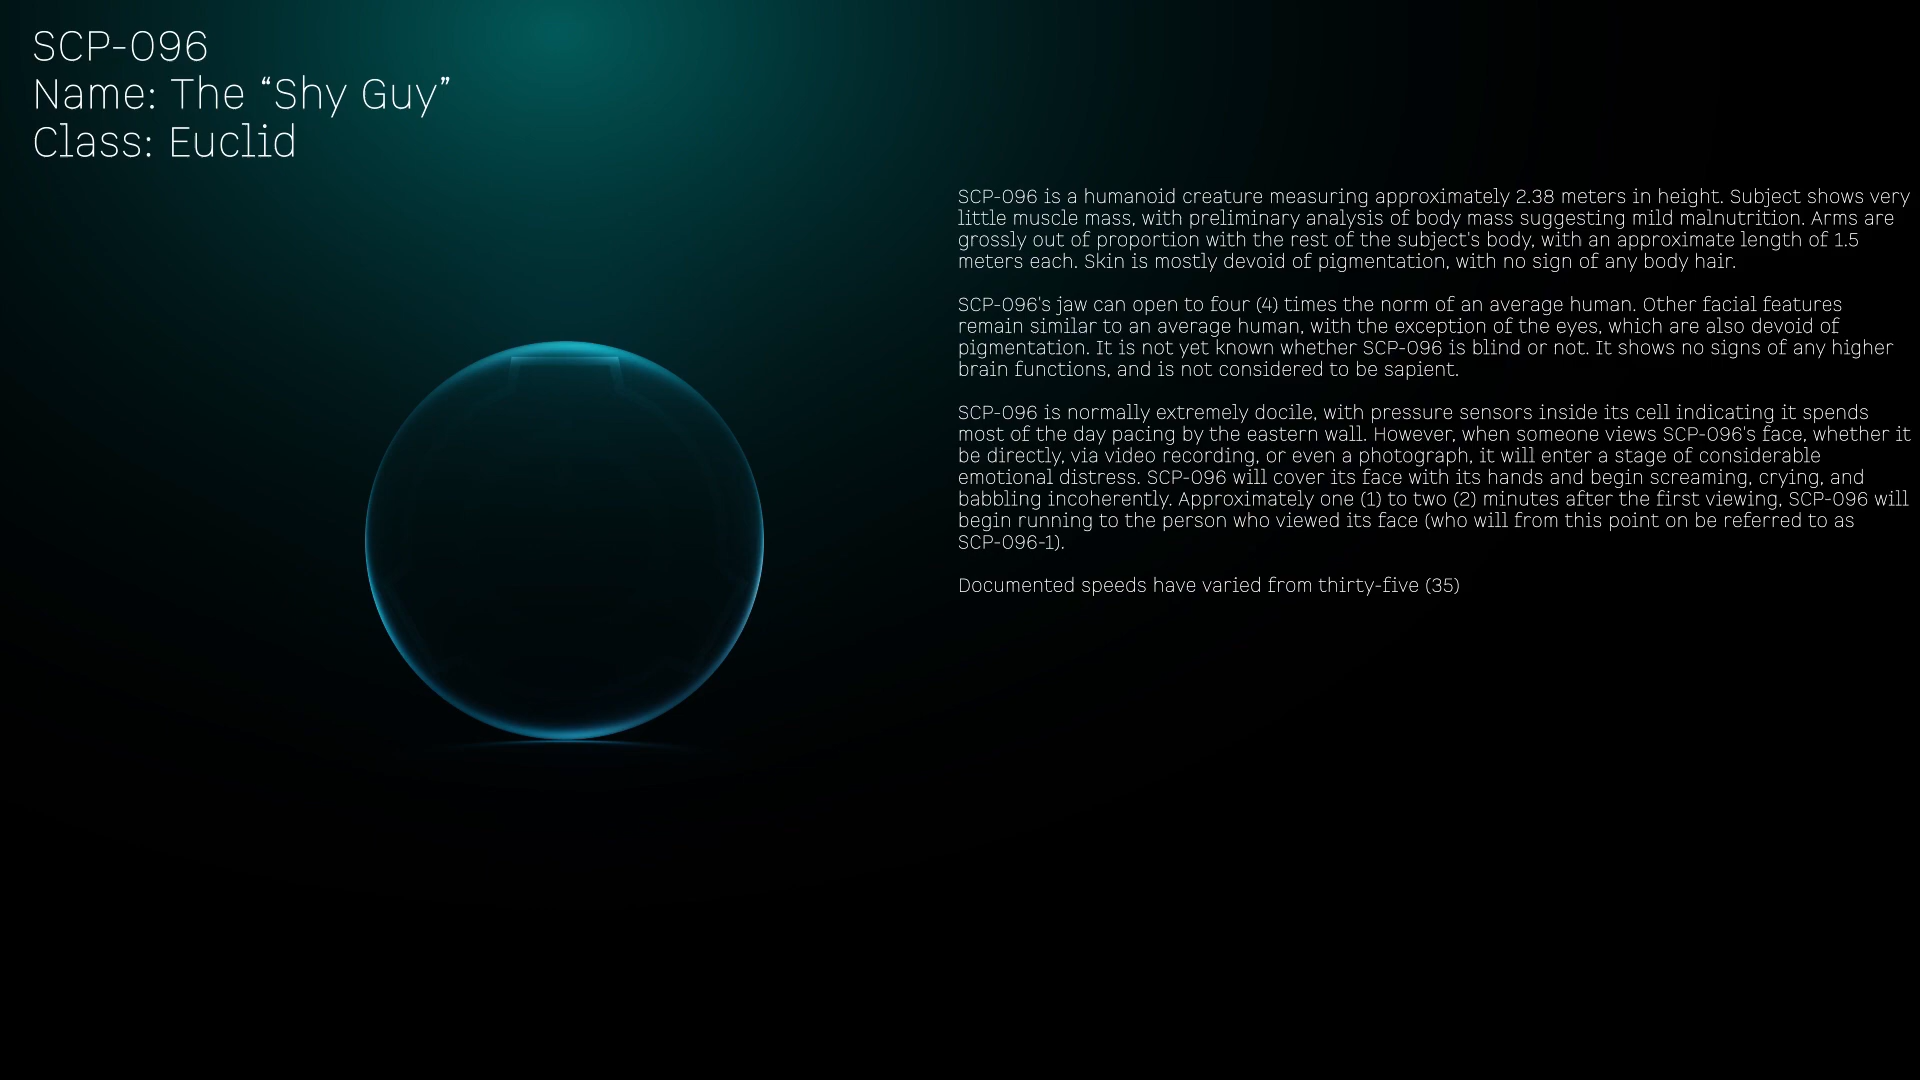 SCP-096
Name: The “Shy Guy”
Class: Euclid
SCP-096 is a humanoid creature measuring approximately 2.38 meters in height. Subject shows very
little muscle mass, with preliminary analysis of body mass suggesting mild malnutrition. Arms are
grossly out of proportion with the rest of the subject's body, with an approximate length of 1.5
meters each. Skin is mostly devoid of pigmentation, with no sign of any body hair.
SCP-096's jaw can open to four (4) times the norm of an average human. Other facial features
remain similar to an average human, with the exception of the eyes, which are also devoid of
pigmentation. It is not yet known whether SCP-096 is blind or not. It shows no signs of any higher
brain functions, and is not considered to be sapient.
SCP-096 is normally extremely docile, with pressure sensors inside its cell indicating it spends
most of the day pacing by the eastern wall. However, when someone views SCP-096's face, whether it
be directly, via video recording, or even a photograph, it will enter a stage of considerable
emotional distress. SCP-096 will cover its face with its hands and begin screaming, crying, and
babbling incoherently. Approximately one (1) to two (2) minutes after the first viewing, SCP-096 will
begin running to the person who viewed its face (who will from this point on be referred to as
SCP-096-1).
Documented speeds have varied from thirty-five (35)